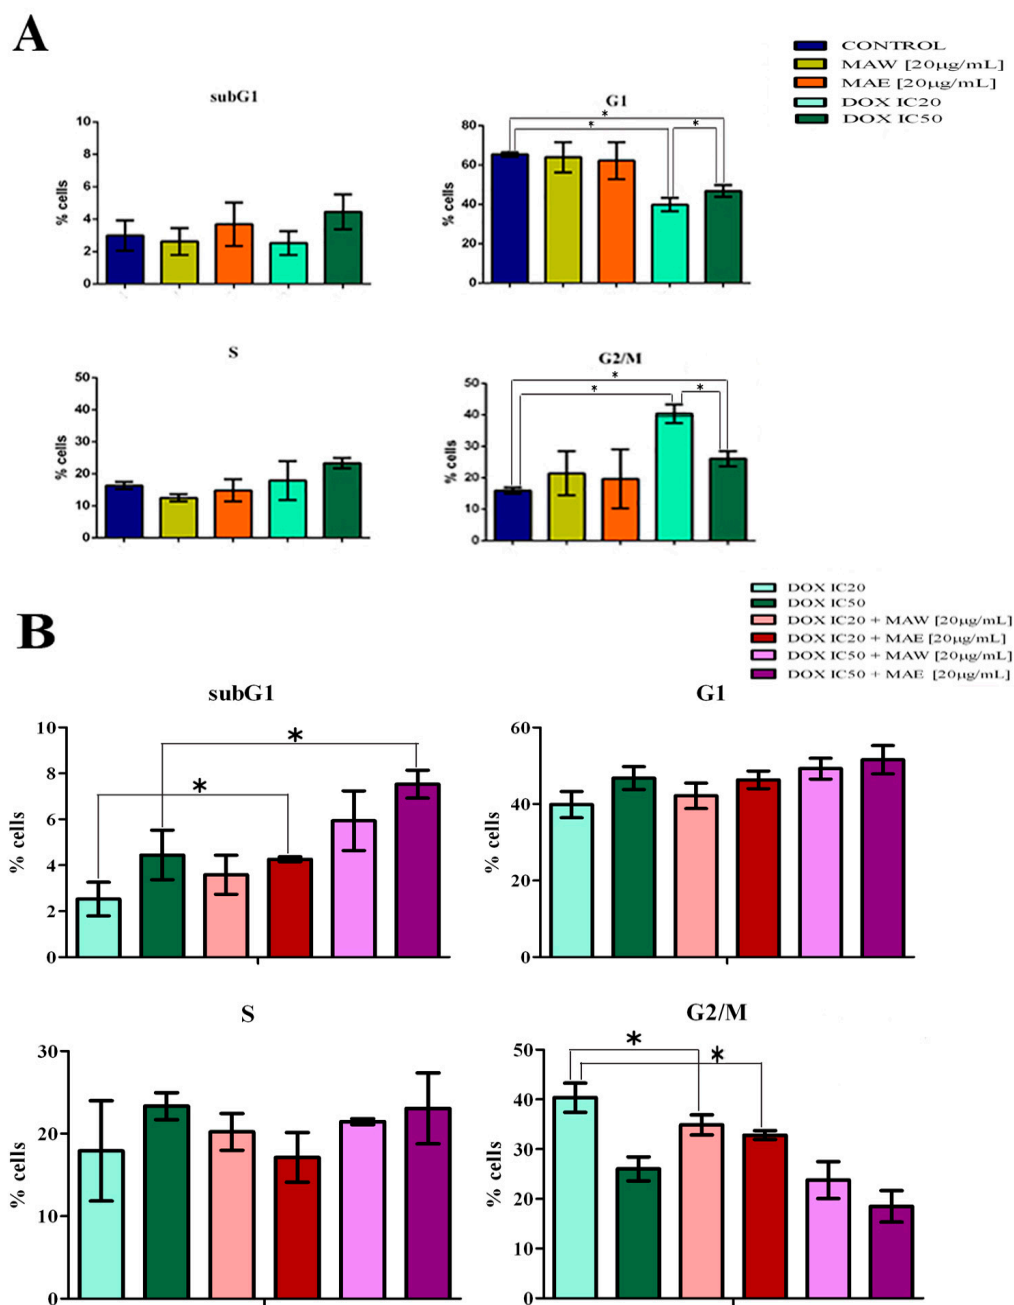 A
CONTROL
MAW [20µg/mL]
MAE [20µg/mL]
DOX IC20
DOX IC50
subG1
% cells
10
8
6
4
2
0
G1
% cells
80
60
40
20
0
*
*
*
S
% cells
50
40
30
20
10
0
G2/M
% cells
50
40
30
20
10
0
*
*
*
B
DOX IC20
DOX IC50
DOX IC20 + MAW [20µg/mL]
DOX IC20 + MAE [20µg/mL]
DOX IC50 + MAW [20µg/mL]
DOX IC50 + MAE [20µg/mL]
subG1
% cells
10
8
6
4
2
0
*
*
G1
% cells
60
40
20
0
S
% cells
30
20
10
0
G2/M
% cells
50
40
30
20
10
0
*
*